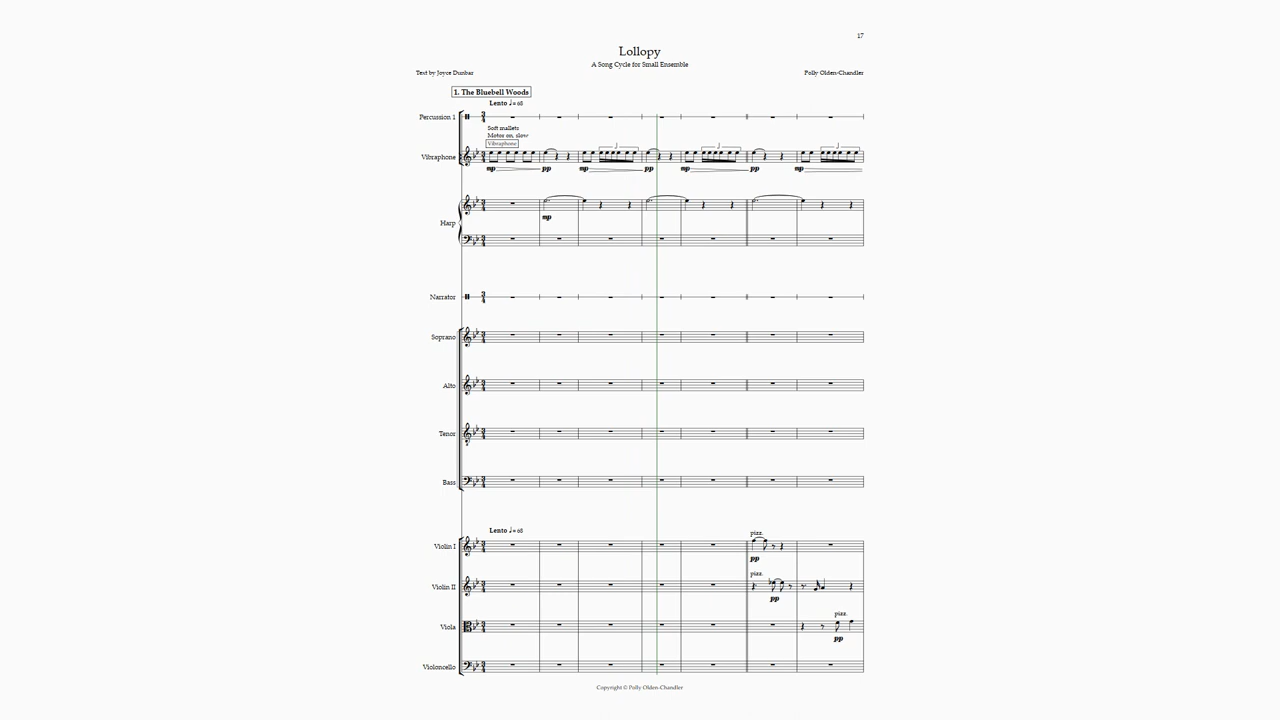 17
Lollopy
A Song Cycle for Small Ensemble
Text by Joyce Dunbar
Polly Olden-Chandler
1. The Bluebell Woods
Lento ♩= 68
Percussion 1
Soft mallets
Motor on, slow
Vibraphone
Vibraphone
3 3 3
mp pp mp pp mp pp mp
Harp
mp
Narrator
Soprano
Alto
Tenor
Bass
Lento ♩= 68
pizz.
Violin I
pp
pizz.
Violin II
pp
pizz.
Viola
pp
Violoncello
Copyright © Polly Olden-Chandler